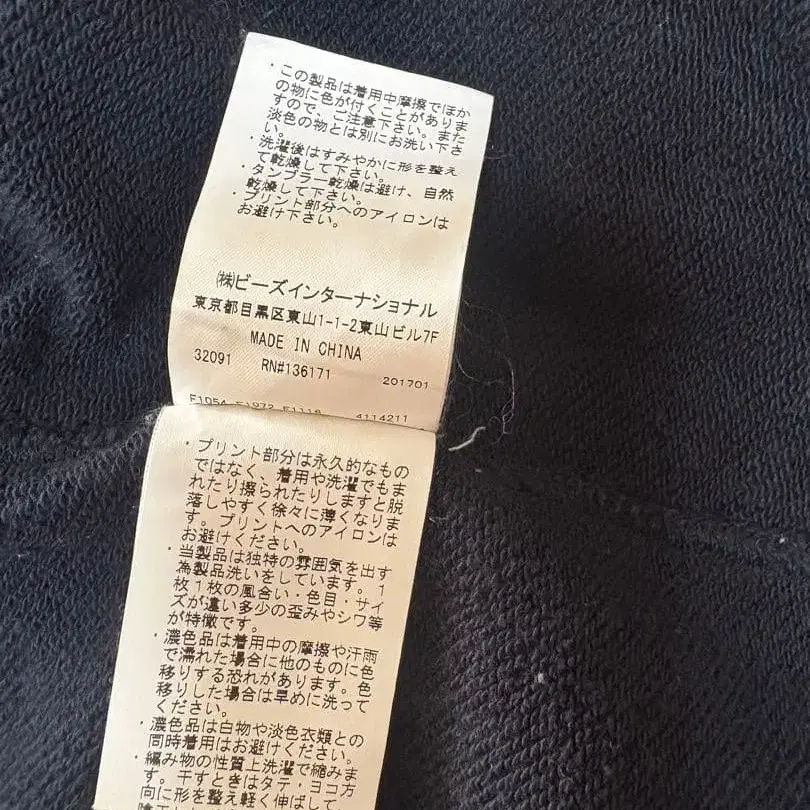 ・この製品は着用中摩擦でほか
の物に色が付くことがありま
すので、ご注意下さい。また
淡色の物とは別にお洗い下さ
い。
・洗濯後はすみやかに形を整え
て乾燥して下さい。
・タンブラー乾燥は避け、自然
乾燥して下さい。
・プリント部分へのアイロンは
お避け下さい。
㈱ビーズインターナショナル
東京都目黒区東山1-1-2東山ビル7F
MADE IN CHINA
32091 RN#136171 201701
F1054 F1072 F1116 4114211
・プリント部分は永久的なもの
ではなく、着用や洗濯でもま
れたり擦られたりしますと脱
落しやすく徐々に薄くなりま
す。プリントへのアイロンは
お避けください。
・当製品は独特の雰囲気を出す
為製品洗いをしています。1
枚1枚の風合い・色目・サイ
ズが違い多少の歪みやシワ等
が特徴です。
・濃色品は着用中の摩擦や汗雨
で濡れた場合に他のものに色
移りする恐れがあります。色
移りした場合は早めに洗って
ください。
・濃色品は白物や淡色衣類との
同時着用はお避けください。
・編み物の性質上洗濯で縮みま
す。干すときはタテ・ヨコ方
向に形を整え軽く伸ばして、